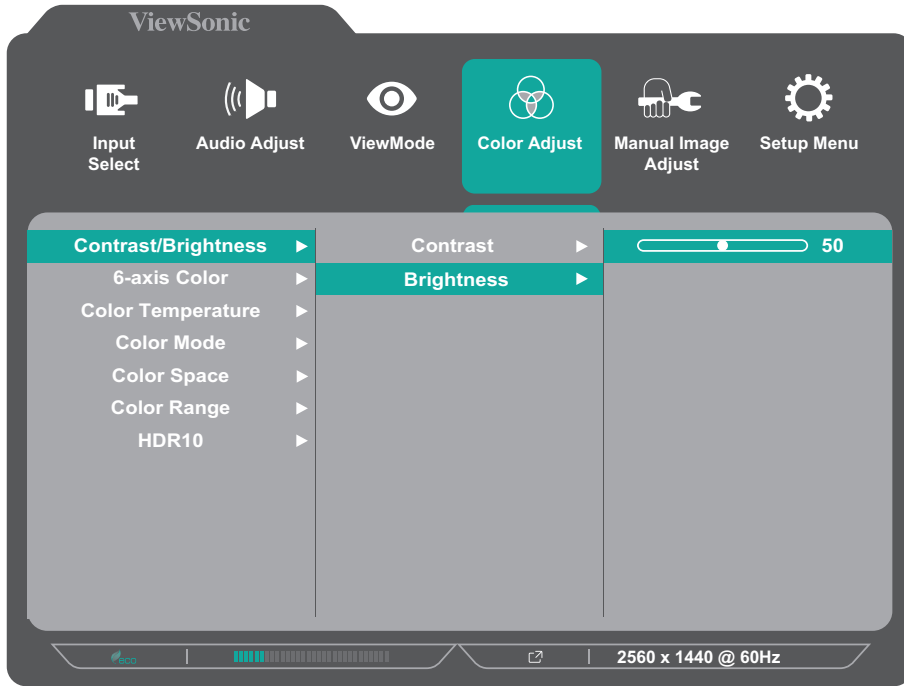 ViewSonic
Input Select
Audio Adjust
ViewMode
Color Adjust
Manual Image Adjust
Setup Menu
Contrast/Brightness
Contrast
50
6-axis Color
Brightness
Color Temperature
Color Mode
Color Space
Color Range
HDR10
eco
2560 x 1440 @ 60Hz